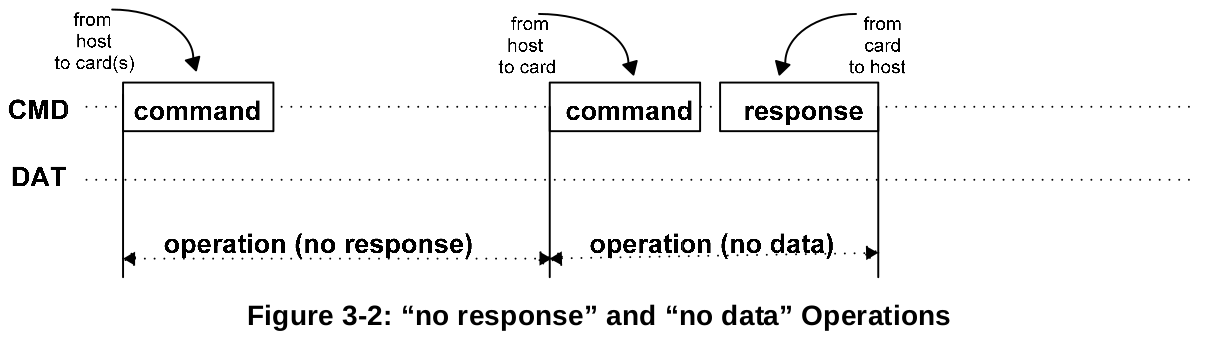 from
host
to card(s)
from
host
to card
from
card
to host
CMD
command
command
response
DAT
operation (no response)
operation (no data)
Figure 3-2: “no response” and “no data” Operations